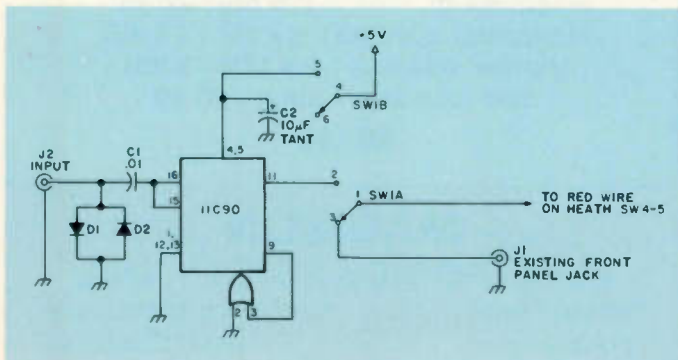 +5V
5
4
SW1B
6
C2
10µF
TANT
+
J2
INPUT
C1
.01
16
15
4,5
11
2
1
SW1A
3
TO RED WIRE
ON HEATH SW4-5
D1
D2
11C90
1,
12,13
9
2
3
J1
EXISTING FRONT
PANEL JACK